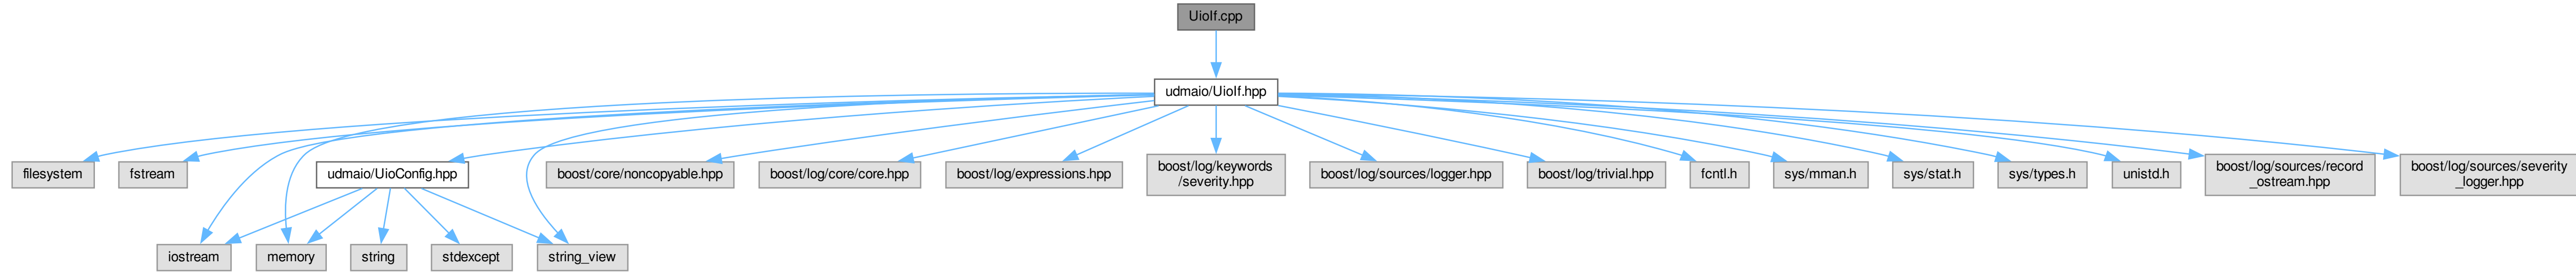 UioIf.cpp
udmaio/UioIf.hpp
filesystem
fstream
udmaio/UioConfig.hpp
boost/core/noncopyable.hpp
boost/log/core/core.hpp
boost/log/expressions.hpp
boost/log/keywords
/severity.hpp
boost/log/sources/logger.hpp
boost/log/trivial.hpp
fcntl.h
sys/mman.h
sys/stat.h
sys/types.h
unistd.h
boost/log/sources/record
_ostream.hpp
boost/log/sources/severity
_logger.hpp
iostream
memory
string
stdexcept
string_view